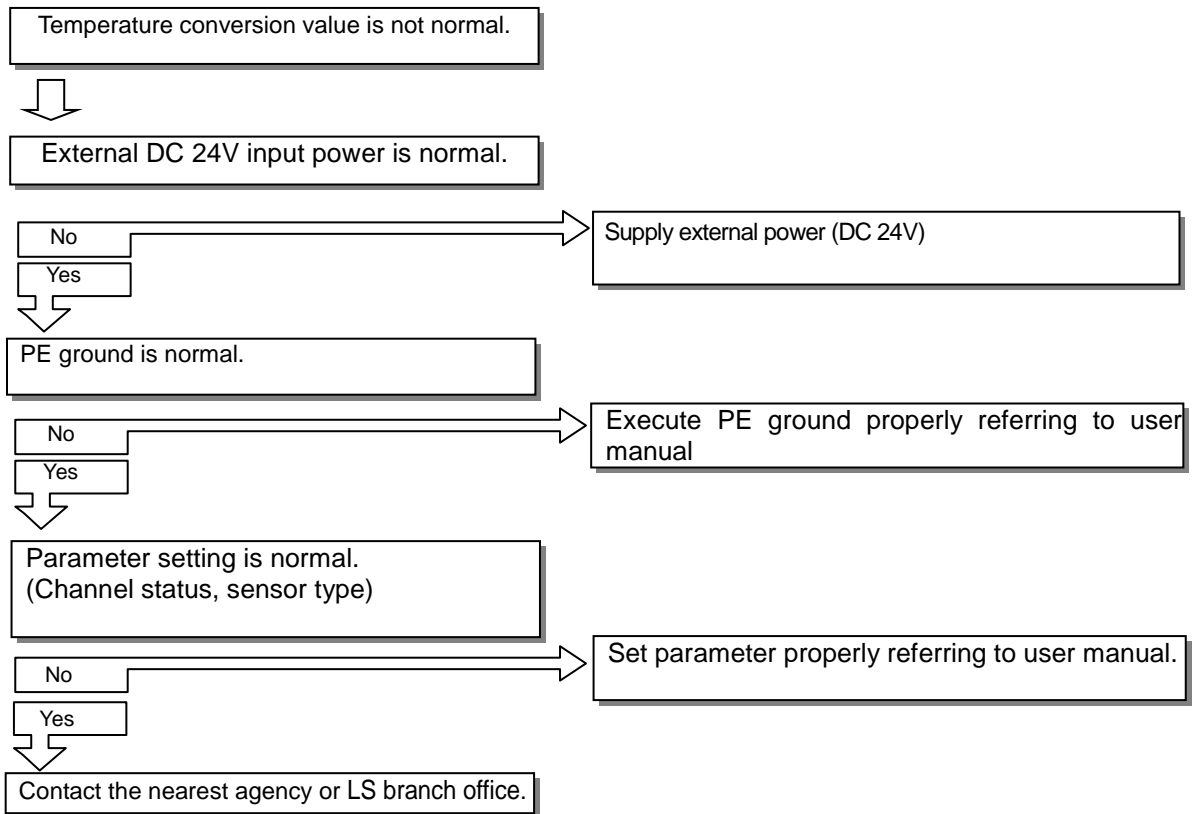 Temperature conversion value is not normal.
External DC 24V input power is normal.
No
Supply external power (DC 24V)
Yes
PE ground is normal.
No
Execute PE ground properly referring to user
manual
Yes
Parameter setting is normal.
(Channel status, sensor type)
No
Set parameter properly referring to user manual.
Yes
Contact the nearest agency or LS branch office.